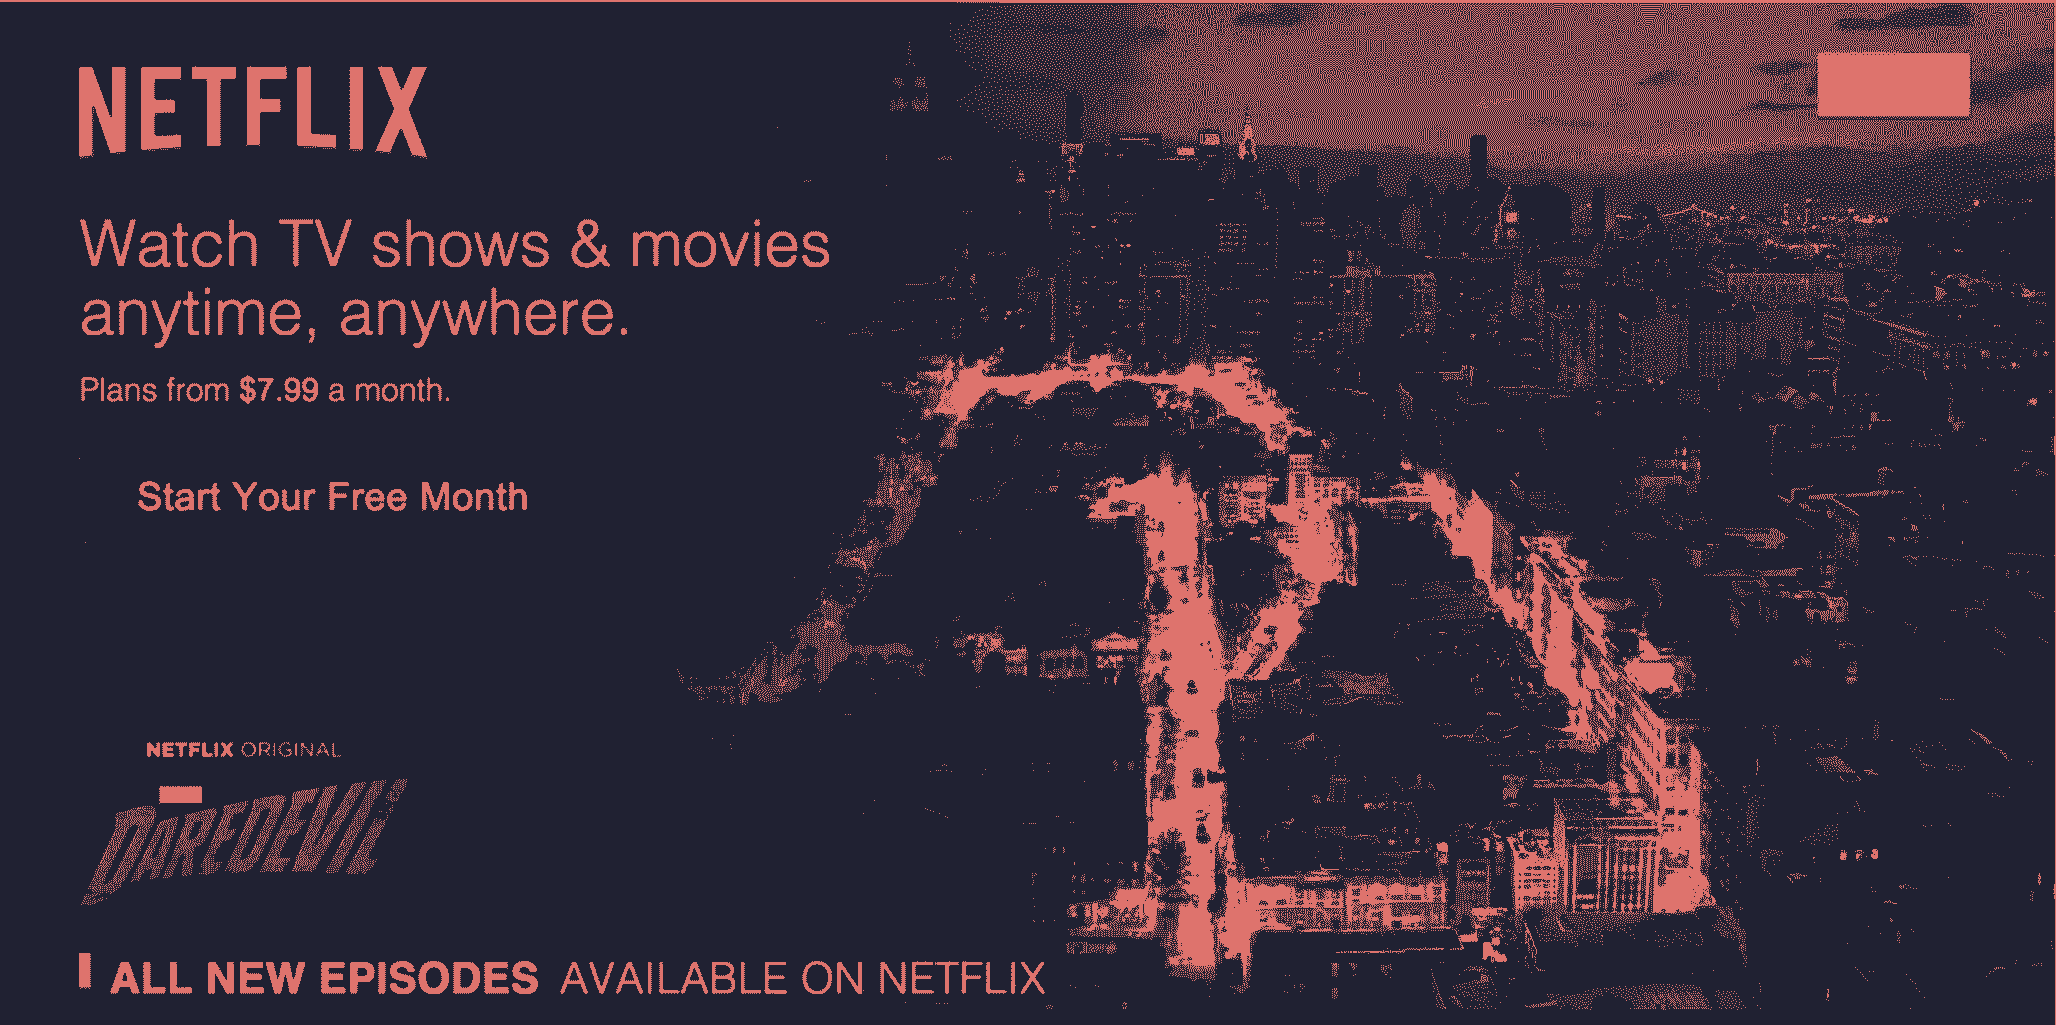 NETFLIX
Watch TV shows & movies
anytime, anywhere.
Plans from $7.99 a month.
Start Your Free Month
NETFLIX ORIGINAL
DAREDEVIL
ALL NEW EPISODES AVAILABLE ON NETFLIX